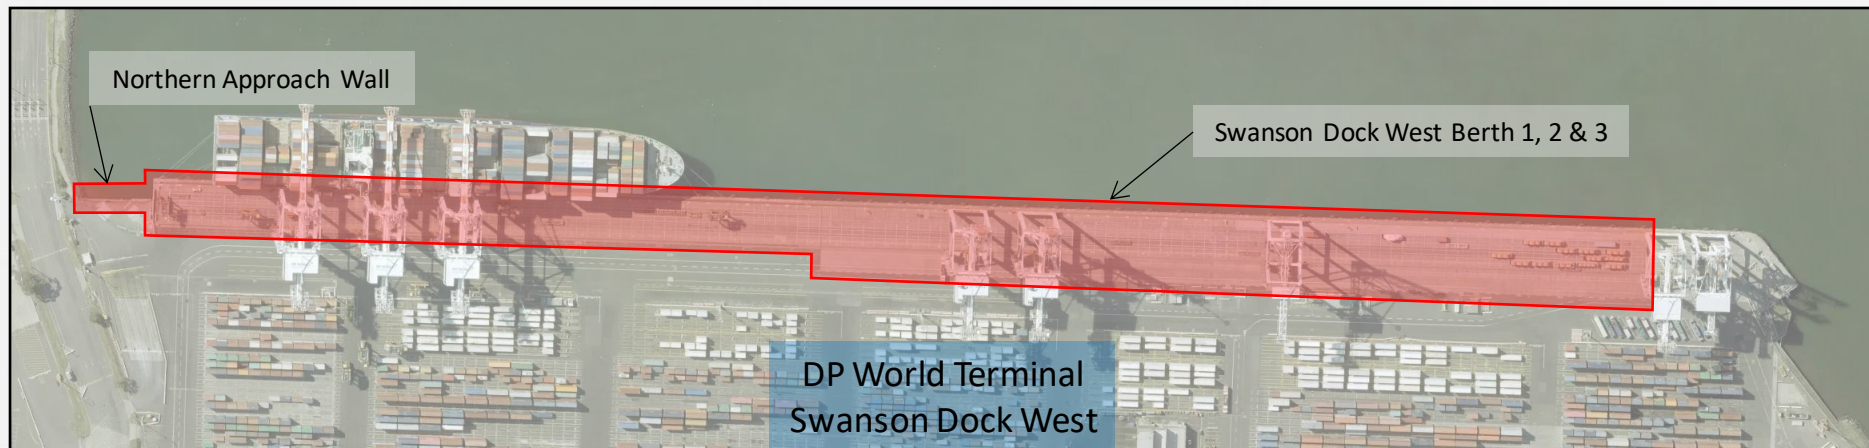 Northern Approach Wall
Swanson Dock West Berth 1, 2 & 3
DP World Terminal
Swanson Dock West